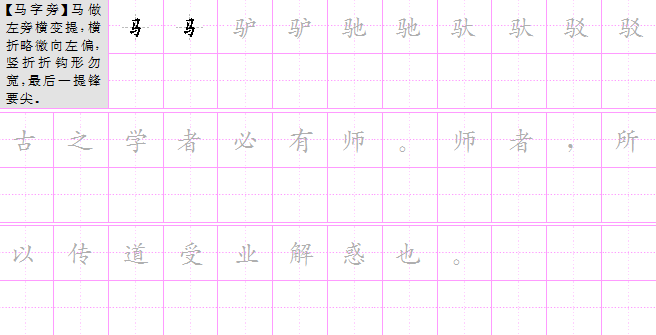 【马字旁】马做
左旁横变提，横
折略微向左偏，
竖折折钩形勿
宽，最后一提锋
要尖．
马马驴驴驰驰驮驮驳驳
古之学者必有师。师者，所
以传道受业解惑也。